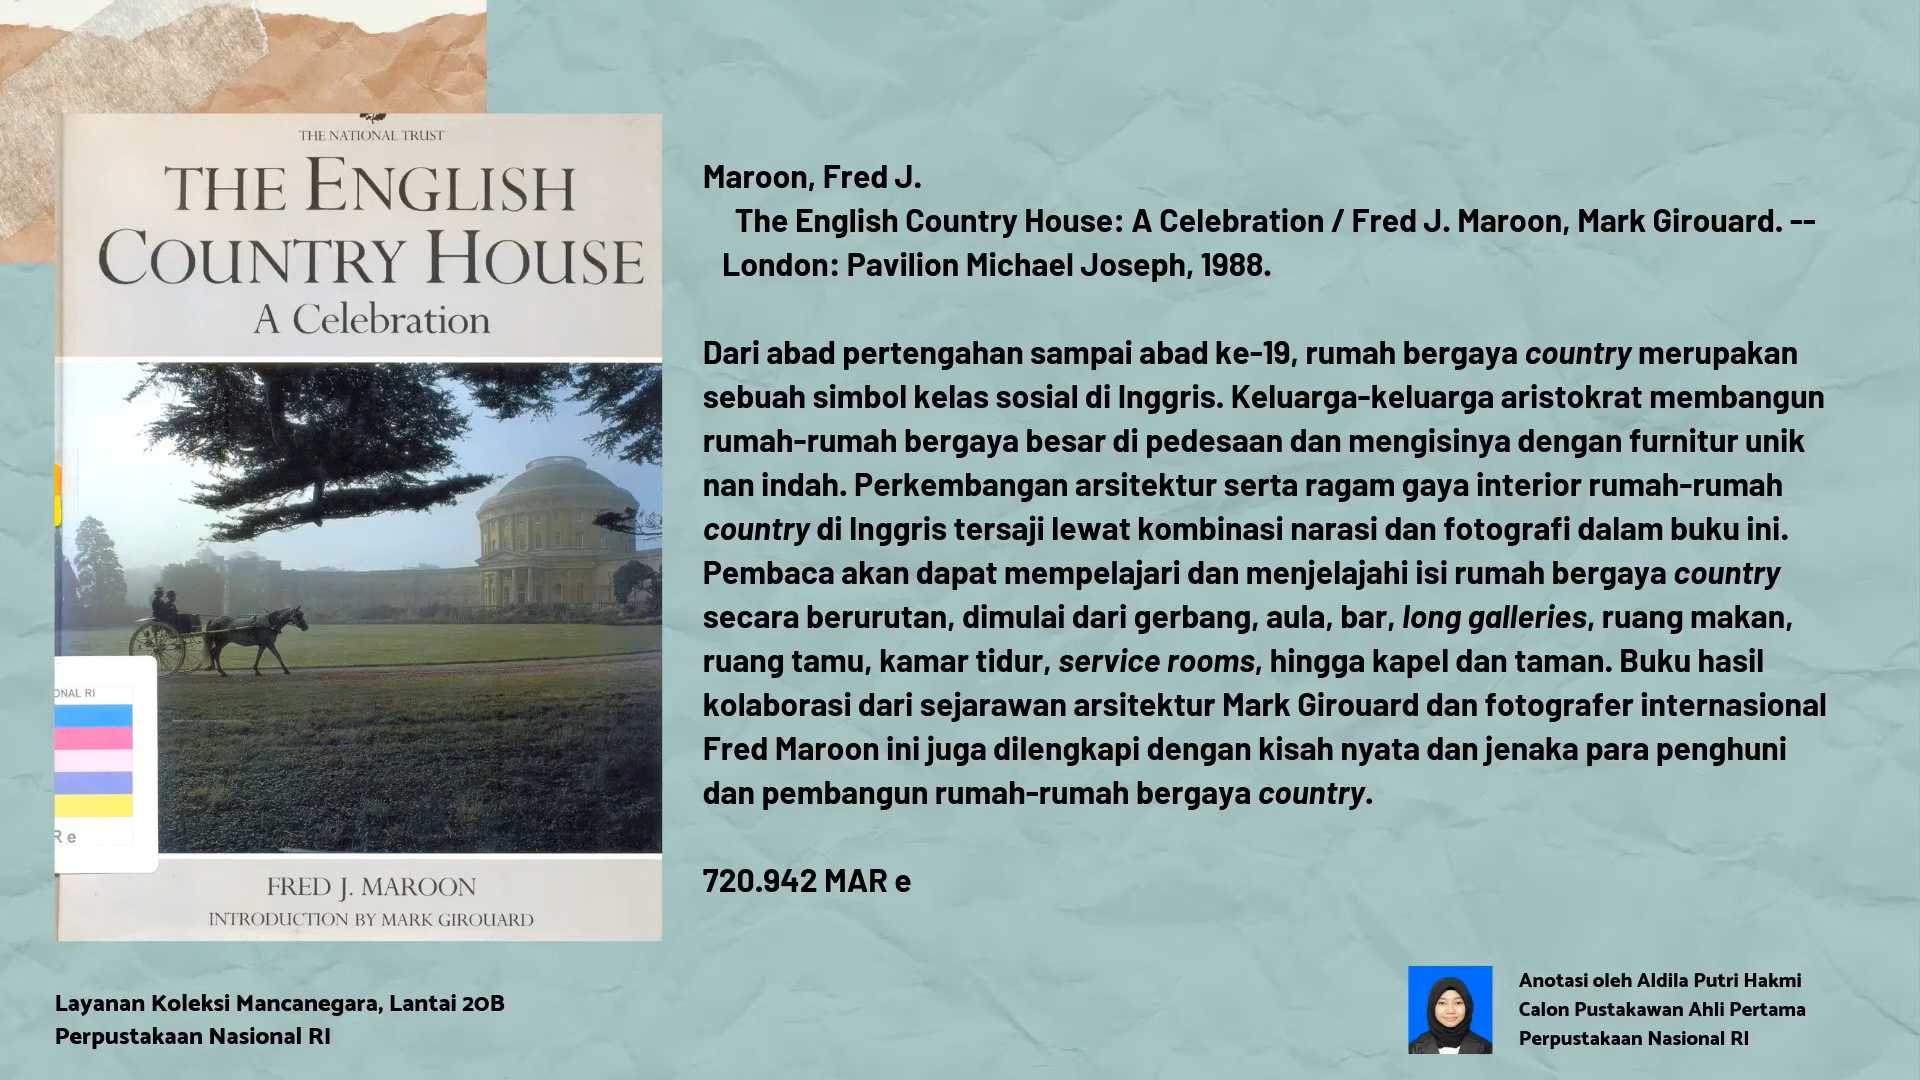 THE NATIONAL TRUST
THE ENGLISH
COUNTRY HOUSE
A Celebration
ONAL RI
R e
FRED J. MAROON
INTRODUCTION BY MARK GIROUARD
Maroon, Fred J.
The English Country House: A Celebration / Fred J. Maroon, Mark Girouard. --
London: Pavilion Michael Joseph, 1988.
Dari abad pertengahan sampai abad ke-19, rumah bergaya country merupakan
sebuah simbol kelas sosial di Inggris. Keluarga-keluarga aristokrat membangun
rumah-rumah bergaya besar di pedesaan dan mengisinya dengan furnitur unik
nan indah. Perkembangan arsitektur serta ragam gaya interior rumah-rumah
country di Inggris tersaji lewat kombinasi narasi dan fotografi dalam buku ini.
Pembaca akan dapat mempelajari dan menjelajahi isi rumah bergaya country
secara berurutan, dimulai dari gerbang, aula, bar, long galleries, ruang makan,
ruang tamu, kamar tidur, service rooms, hingga kapel dan taman. Buku hasil
kolaborasi dari sejarawan arsitektur Mark Girouard dan fotografer internasional
Fred Maroon ini juga dilengkapi dengan kisah nyata dan jenaka para penghuni
dan pembangun rumah-rumah bergaya country.
720.942 MAR e
Layanan Koleksi Mancanegara, Lantai 20B
Perpustakaan Nasional RI
Anotasi oleh Aldila Putri Hakmi
Calon Pustakawan Ahli Pertama
Perpustakaan Nasional RI